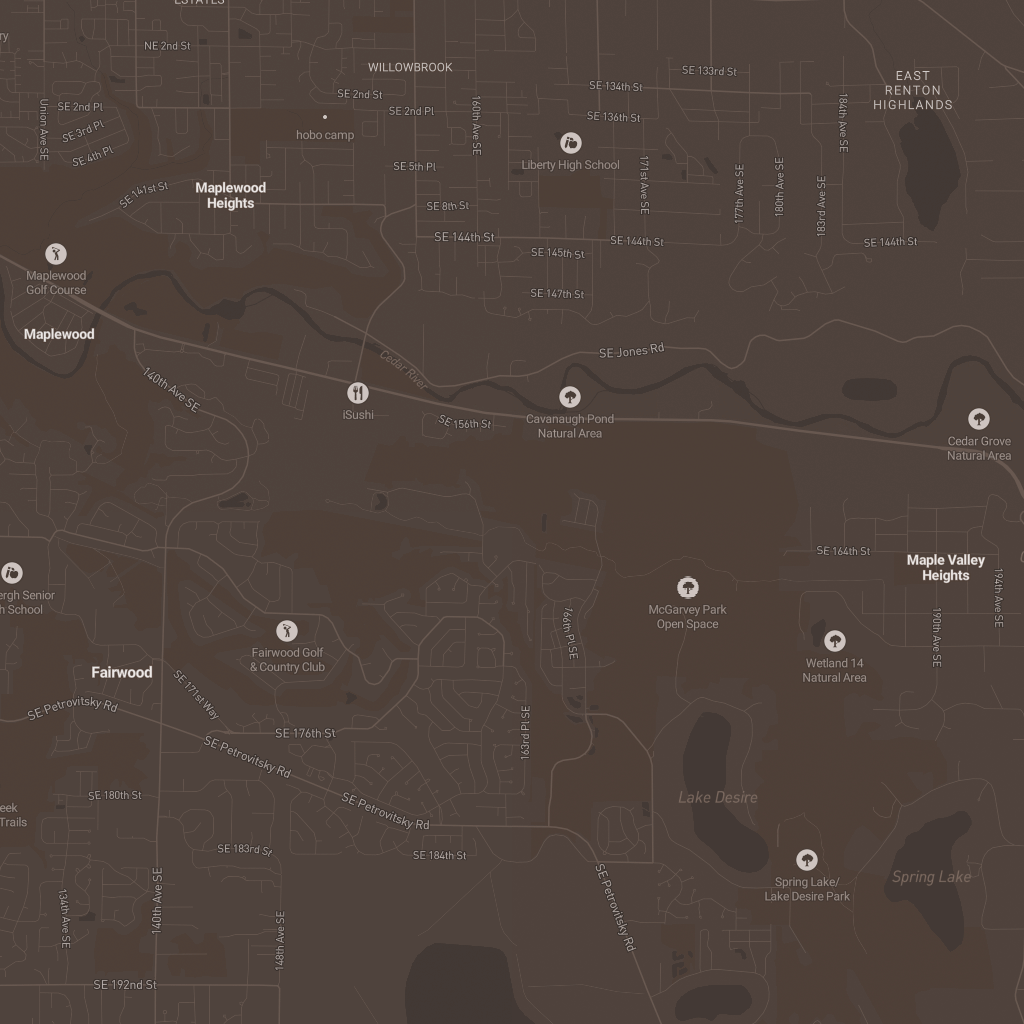 ESTATES
NE 2nd St
WILLOWBROOK
SE 133rd St
EAST
RENTON
HIGHLANDS
SE 134th St
SE 2nd St
SE 2nd Pl
SE 2nd Pl
SE 136th St
Union Ave SE
160th Ave SE
184th Ave SE
SE 3rd Pl
hobo camp
SE 4th Pl
SE 5th Pl
Liberty High School
171st Ave SE
177th Ave SE
180th Ave SE
183rd Ave SE
SE 141st St
Maplewood
Heights
SE 8th St
SE 144th St
SE 144th St
SE 144th St
SE 145th St
Maplewood
Golf Course
SE 147th St
Maplewood
SE Jones Rd
Cedar River
140th Ave SE
iSushi
SE 156th St
Cavanaugh Pond
Natural Area
Cedar Grove
Natural Area
SE 164th St
Maple Valley
Heights
194th Ave SE
ergh Senior
h School
McGarvey Park
Open Space
166th Pl SE
190th Ave SE
Fairwood Golf
& Country Club
Wetland 14
Natural Area
Fairwood
SE 171st Way
SE Petrovitsky Rd
SE 176th St
163rd Pl SE
SE Petrovitsky Rd
SE 180th St
SE Petrovitsky Rd
Lake Desire
eek
Trails
SE 183rd St
SE 184th St
Spring Lake/
Lake Desire Park
Spring Lake
134th Ave SE
140th Ave SE
148th Ave SE
SE Petrovitsky Rd
SE 192nd St